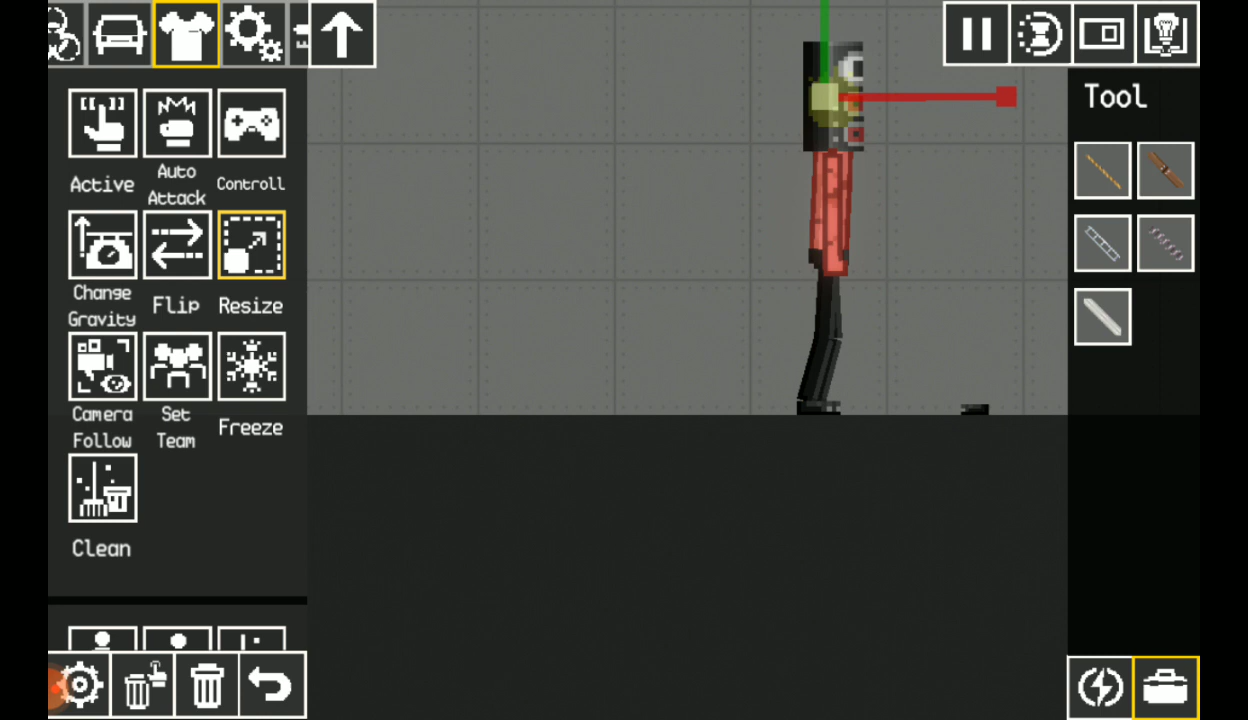 Tool
Active
Auto
Attack
Controll
Change
Gravity
Flip
Resize
Camera
Follow
Set
Team
Freeze
Clean